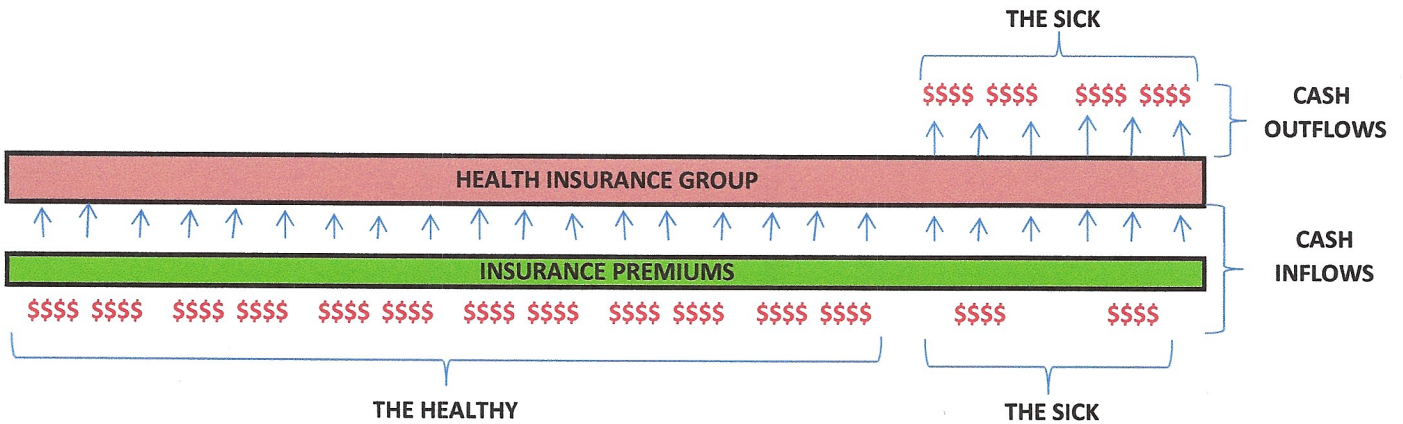 THE SICK
$$$$ $$$$ $$$$ $$$$
CASH
OUTFLOWS
HEALTH INSURANCE GROUP
INSURANCE PREMIUMS
CASH
INFLOWS
$$$$ $$$$ $$$$ $$$$ $$$$ $$$$ $$$$ $$$$ $$$$ $$$$ $$$$ $$$$ $$$$ $$$$
THE HEALTHY
THE SICK